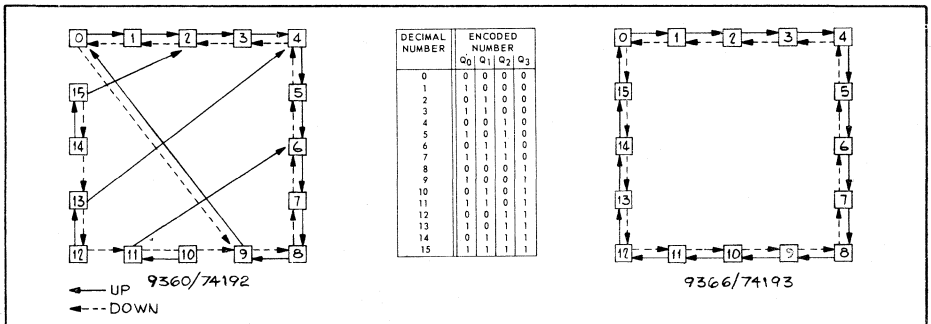 0 1 2 3 4
15 5
14 6
13 7
12 11 10 9 8
9360/74192
UP
DOWN
DECIMAL NUMBER
ENCODED NUMBER
Q0 Q1 Q2 Q3
0 0 0 0 0
1 1 0 0 0
2 0 1 0 0
3 1 1 0 0
4 0 0 1 0
5 1 0 1 0
6 0 1 1 0
7 1 1 1 0
8 0 0 0 1
9 1 0 0 1
10 0 1 0 1
11 1 1 0 1
12 0 0 1 1
13 1 0 1 1
14 0 1 1 1
15 1 1 1 1
0 1 2 3 4
15 5
14 6
13 7
12 11 10 9 8
9366/74193